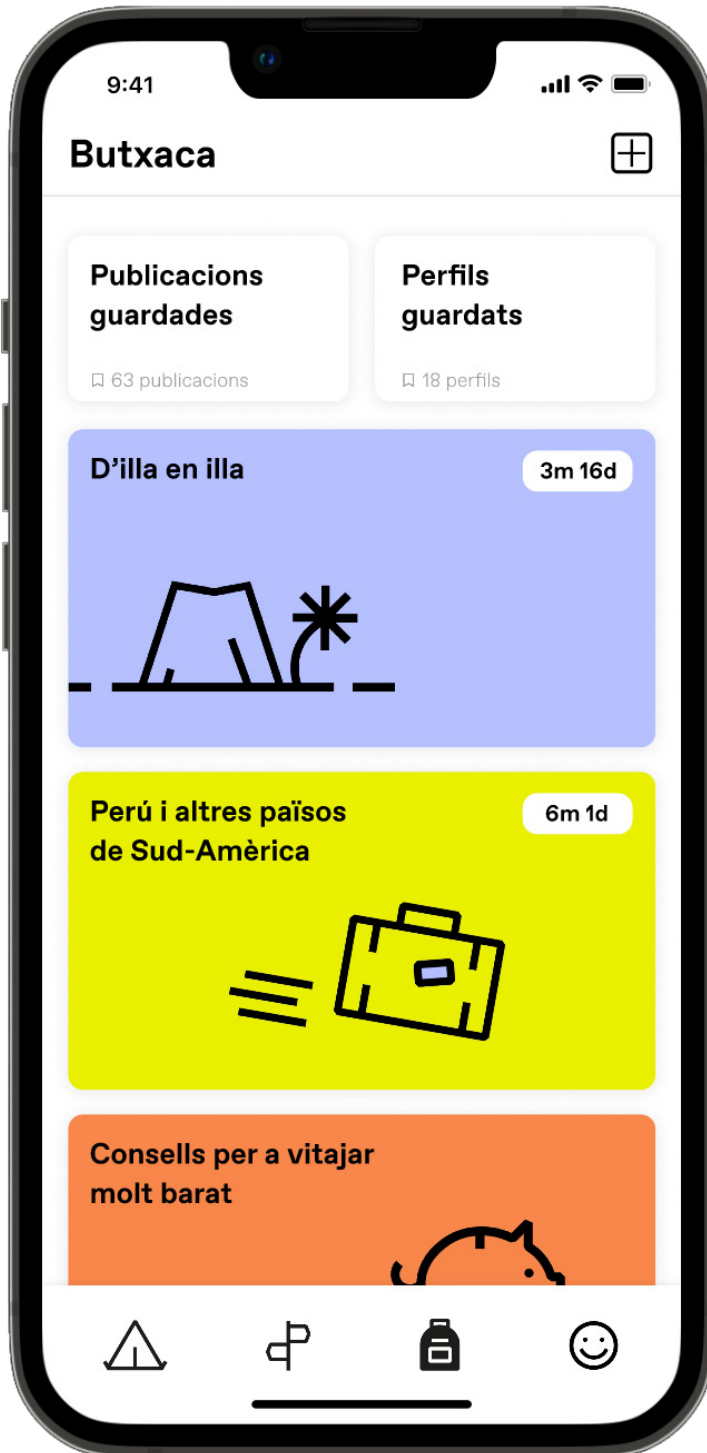 9:41
Butxaca
Publicacions
guardades
63 publicacions
Perfils
guardats
18 perfils
D’illa en illa
3m 16d
Perú i altres països
de Sud-Amèrica
6m 1d
Consells per a vitajar
molt barat